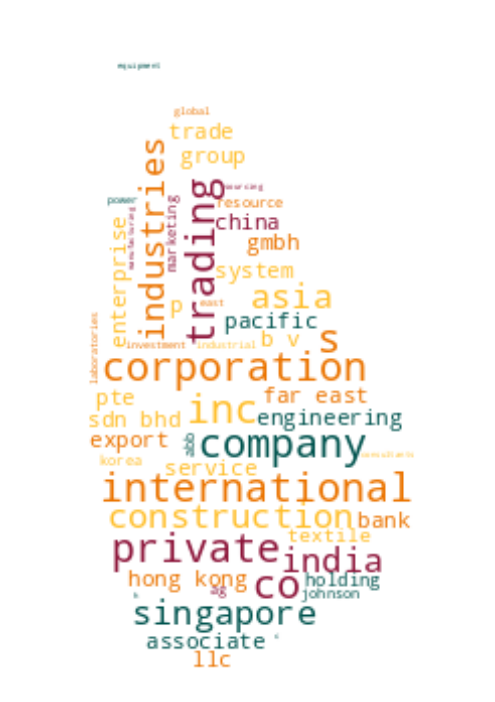 equipment
global
trade
industries
group
trading
sourcing
power
resource
manufacturing
marketing
china
enterprise
gmbh
system
asia
p
east
pacific
laboratories
b v
s
investment
industrial
corporation
pte
far east
inc
sdn bhd
engineering
export
company
korea
service
consultants
international
construction
bank
textile
private
india
hong kong
co
holding
ag
johnson
singapore
associate
llc